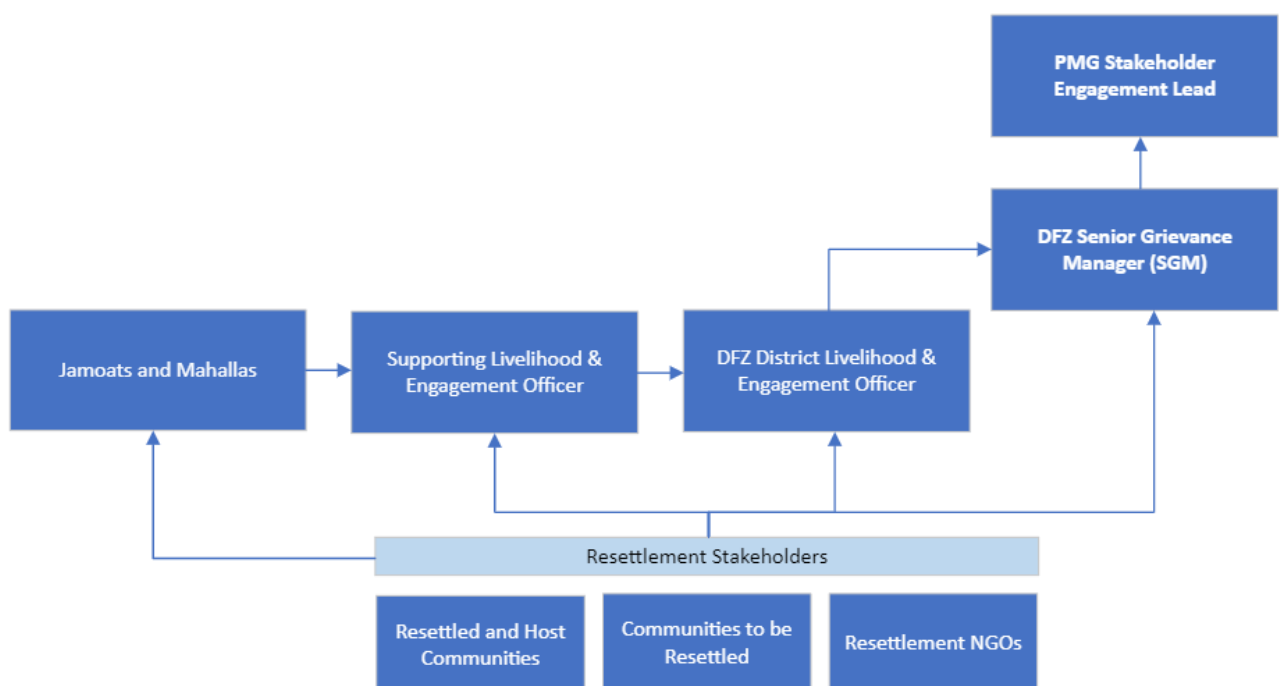 PMG Stakeholder
Engagement Lead
DFZ Senior Grievance
Manager (SGM)
Jamoats and Mahallas
Supporting Livelihood &
Engagement Officer
DFZ District Livelihood &
Engagement Officer
Resettlement Stakeholders
Resettled and Host
Communities
Communities to be
Resettled
Resettlement NGOs